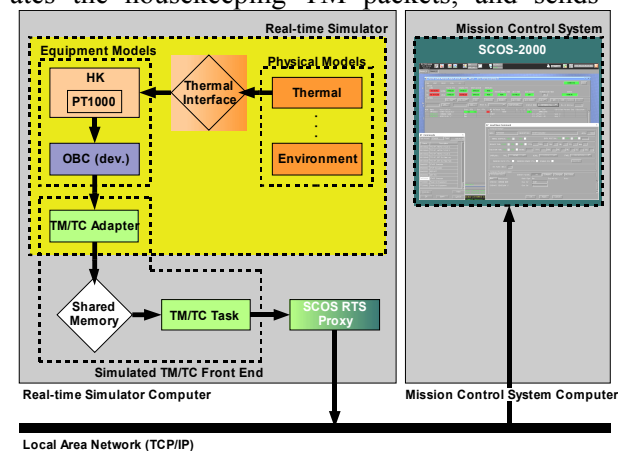 ates the housekeeping TM packets, and sends
Real-time Simulator
Mission Control System
Equipment Models
SCOS-2000
HK
PT1000
Thermal
Interface
Physical Models
Thermal
.
.
.
Environment
OBC (dev.)
TM/TC Adapter
Shared
Memory
TM/TC Task
SCOS RTS
Proxy
Simulated TM/TC Front End
Real-time Simulator Computer
Mission Control System Computer
Local Area Network (TCP/IP)